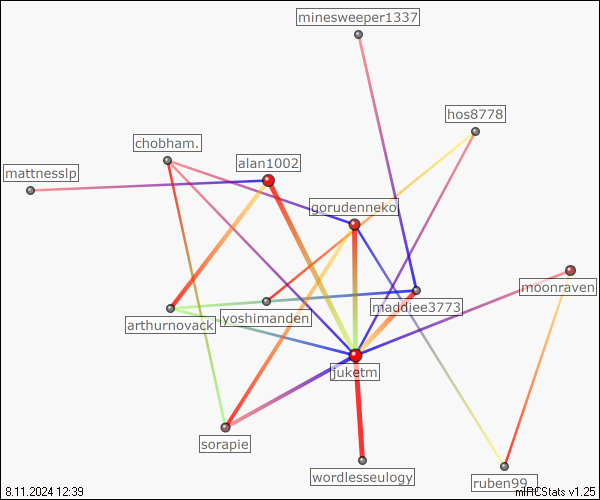 minesweeper1337
hos8778
chobham.
alan1002
mattnesslp
gorudenneko
moonraven
maddiee3773
yoshimanden
arthurnovack
juketm
sorapie
wordlesseulogy
ruben99_
8.11.2024 12:39
mIRCStats v1.25